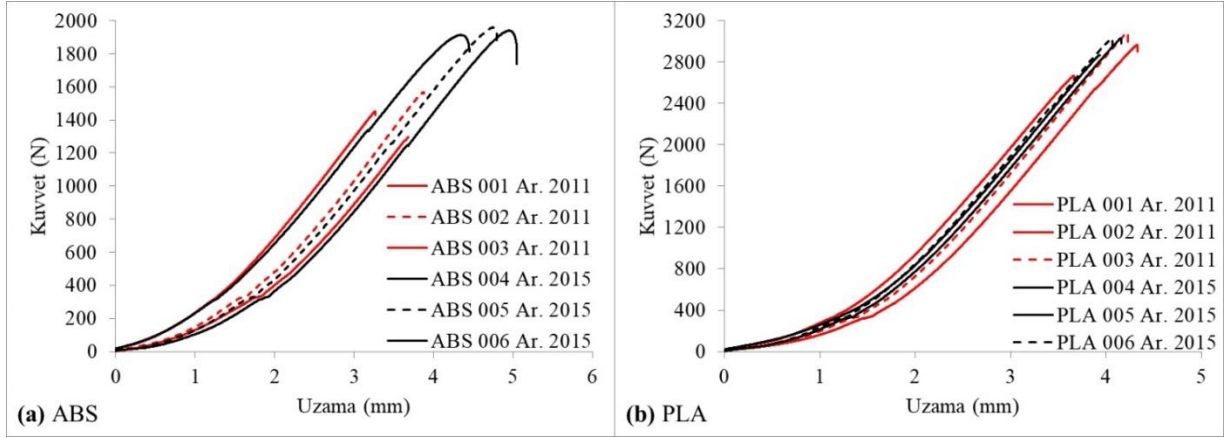 2000
1800
1600
1400
1200
1000
800
600
400
200
0
Kuvvet (N)
ABS 001 Ar. 2011
ABS 002 Ar. 2011
ABS 003 Ar. 2011
ABS 004 Ar. 2015
ABS 005 Ar. 2015
ABS 006 Ar. 2015
0 1 2 3 4 5 6
Uzama (mm)
(a) ABS
3200
2800
2400
2000
1600
1200
800
400
0
Kuvvet (N)
PLA 001 Ar. 2011
PLA 002 Ar. 2011
PLA 003 Ar. 2011
PLA 004 Ar. 2015
PLA 005 Ar. 2015
PLA 006 Ar. 2015
0 1 2 3 4 5
Uzama (mm)
(b) PLA